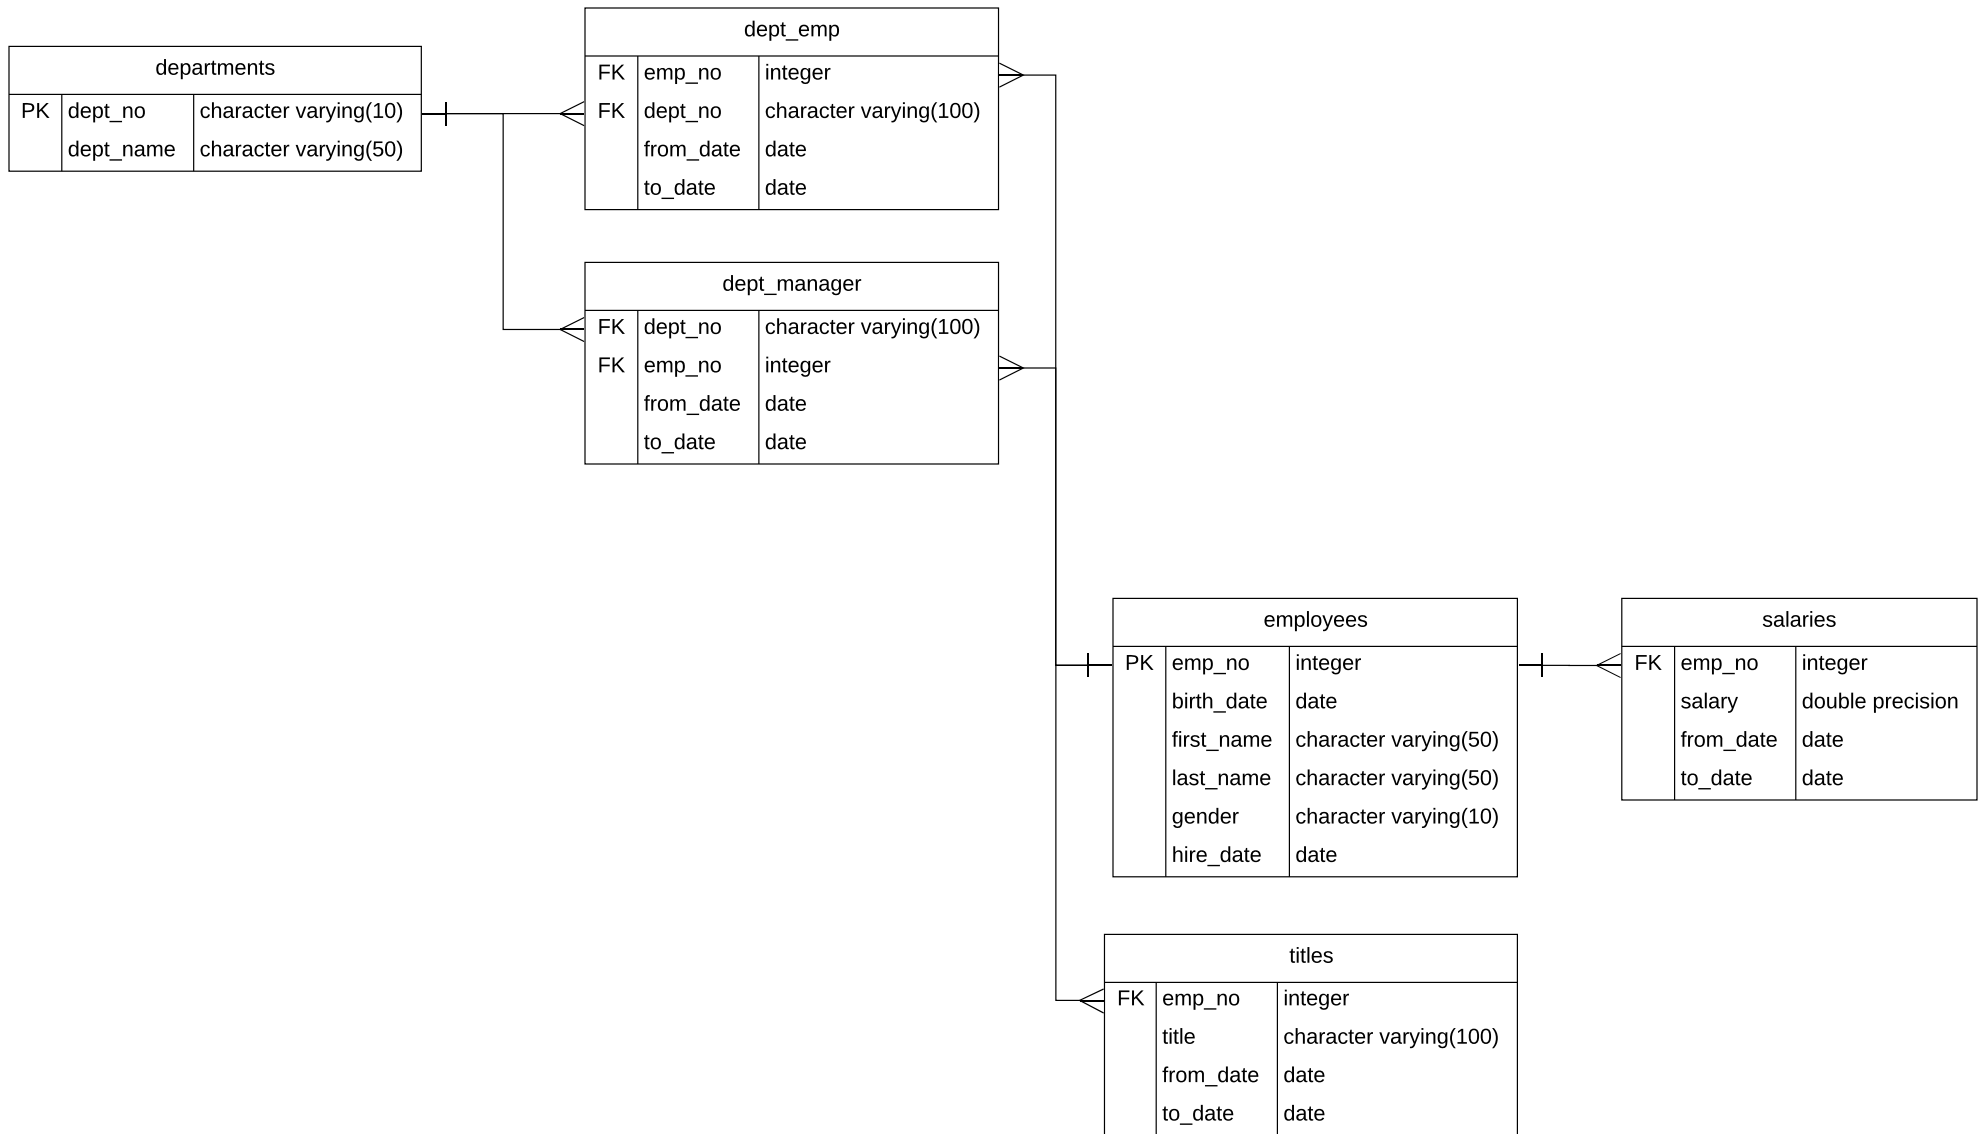 departments
PK dept_no character varying(10)
dept_name character varying(50)
dept_emp
FK emp_no integer
FK dept_no character varying(100)
from_date date
to_date date
dept_manager
FK dept_no character varying(100)
FK emp_no integer
from_date date
to_date date
employees
PK emp_no integer
birth_date date
first_name character varying(50)
last_name character varying(50)
gender character varying(10)
hire_date date
salaries
FK emp_no integer
salary double precision
from_date date
to_date date
titles
FK emp_no integer
title character varying(100)
from_date date
to_date date